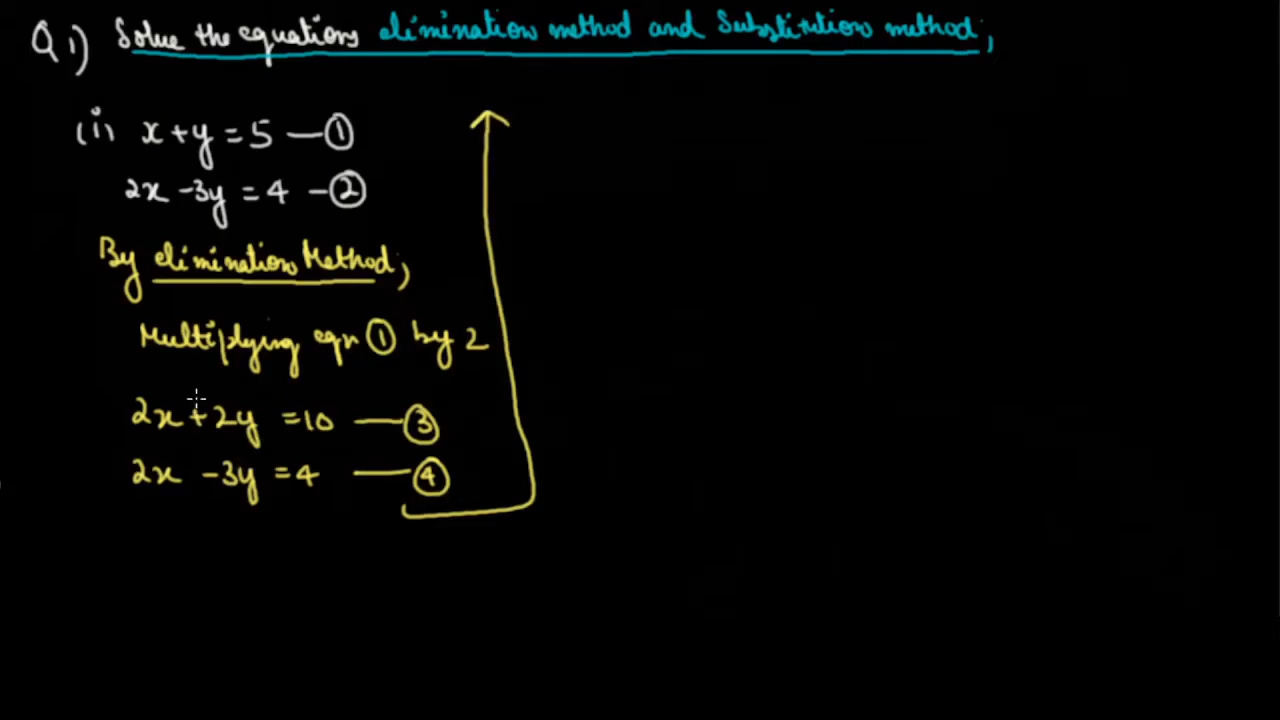 Q1) Solve the equations elimination method and Substitution method,
(i) x + y = 5 — ①
2x - 3y = 4 - ②
By elimination Method,
Multiplying eqn ① by 2
2x + 2y = 10 — ③
2x - 3y = 4 — ④